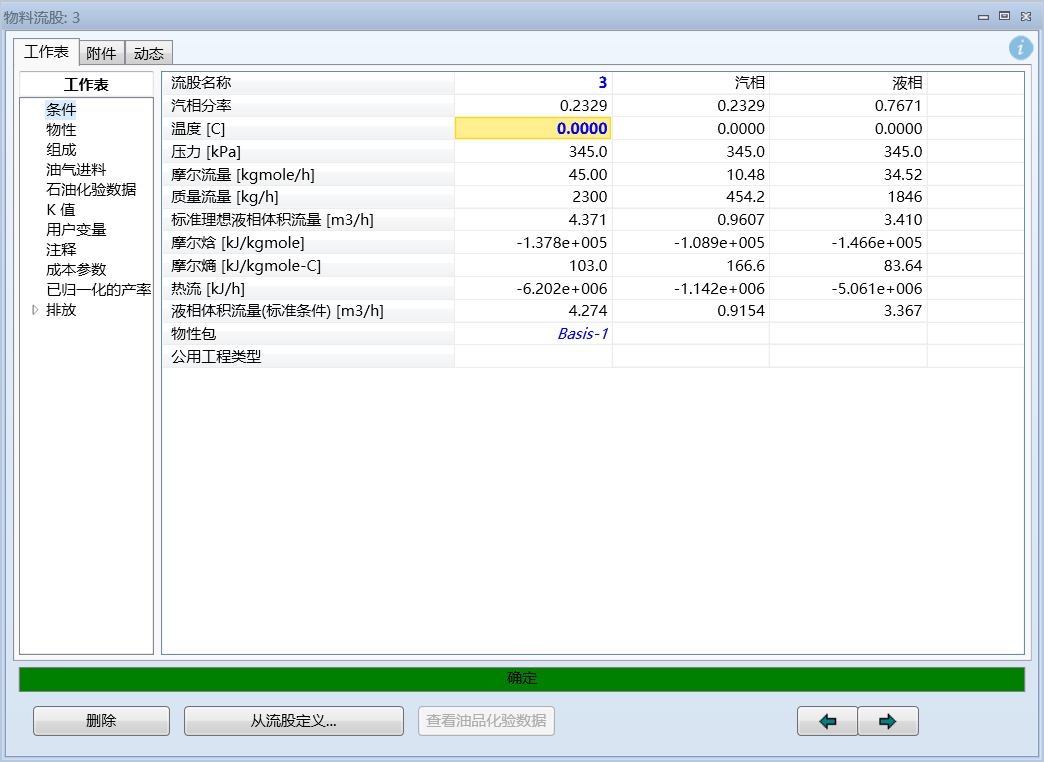 物料流股: 3
工作表 附件 动态
工作表
条件
物性
组成
油气进料
石油化验数据
K 值
用户变量
注释
成本参数
已归一化的产率
排放
流股名称 3 汽相 液相
汽相分率 0.2329 0.2329 0.7671
温度 [C] 0.0000 0.0000 0.0000
压力 [kPa] 345.0 345.0 345.0
摩尔流量 [kgmole/h] 45.00 10.48 34.52
质量流量 [kg/h] 2300 454.2 1846
标准理想液相体积流量 [m3/h] 4.371 0.9607 3.410
摩尔焓 [kJ/kgmole] -1.378e+005 -1.089e+005 -1.466e+005
摩尔熵 [kJ/kgmole-C] 103.0 166.6 83.64
热流 [kJ/h] -6.202e+006 -1.142e+006 -5.061e+006
液相体积流量(标准条件) [m3/h] 4.274 0.9154 3.367
物性包 Basis-1
公用工程类型
确定
删除 从流股定义... 查看油品化验数据